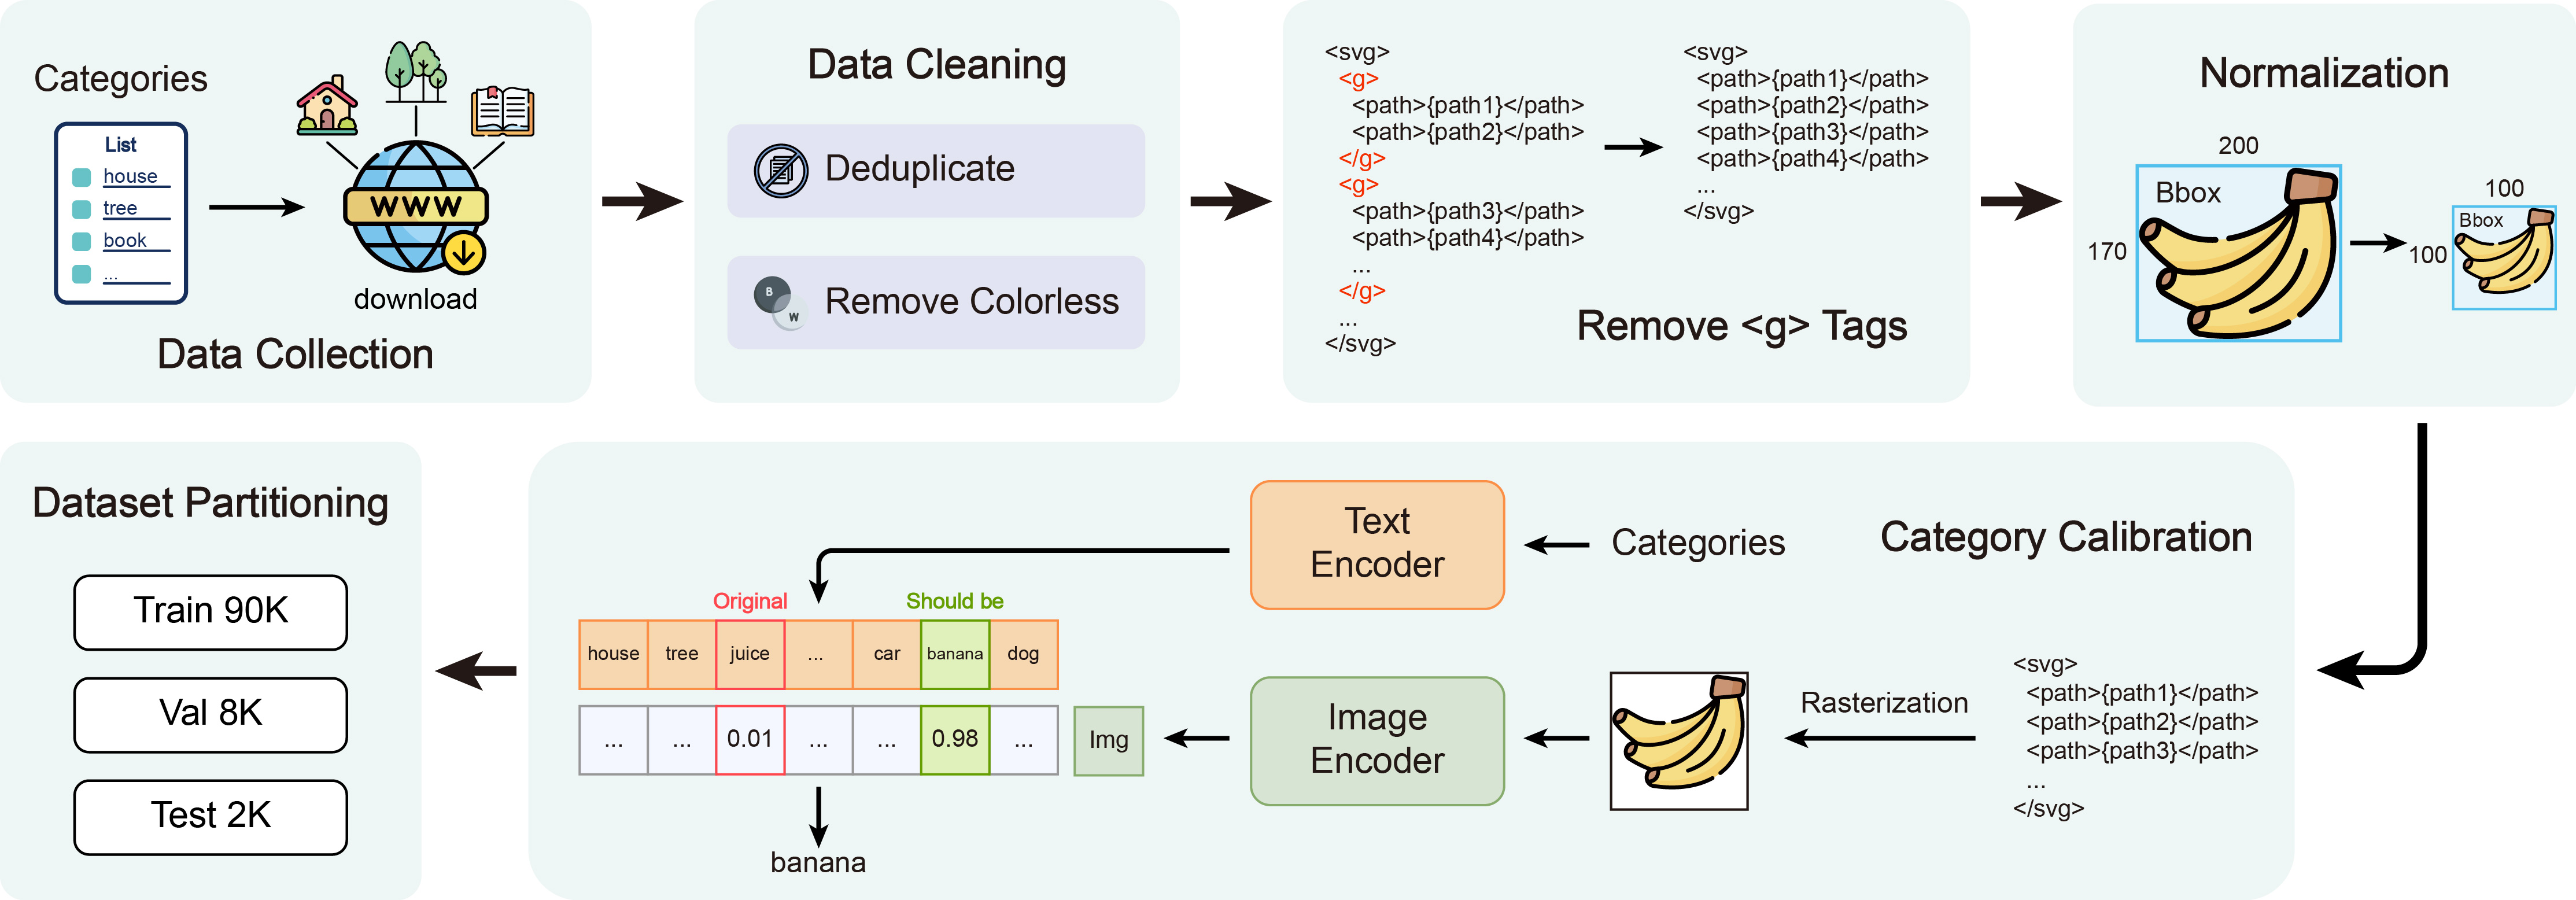 Categories
List
house
tree
book
...
WWW
download
Data Collection
Data Cleaning
Deduplicate
B
W
Remove Colorless
<svg>
<g>
<path>{path1}</path>
<path>{path2}</path>
</g>
<g>
<path>{path3}</path>
<path>{path4}</path>
...
</g>
...
</svg>
<svg>
<path>{path1}</path>
<path>{path2}</path>
<path>{path3}</path>
<path>{path4}</path>
...
</svg>
Remove <g> Tags
Normalization
200
Bbox
170
100
Bbox
100
Category Calibration
Categories
Text
Encoder
<svg>
<path>{path1}</path>
<path>{path2}</path>
<path>{path3}</path>
...
</svg>
Rasterization
Image
Encoder
Img
Original
Should be
house tree juice ... car banana dog
... ... 0.01 ... ... 0.98 ...
banana
Dataset Partitioning
Train 90K
Val 8K
Test 2K